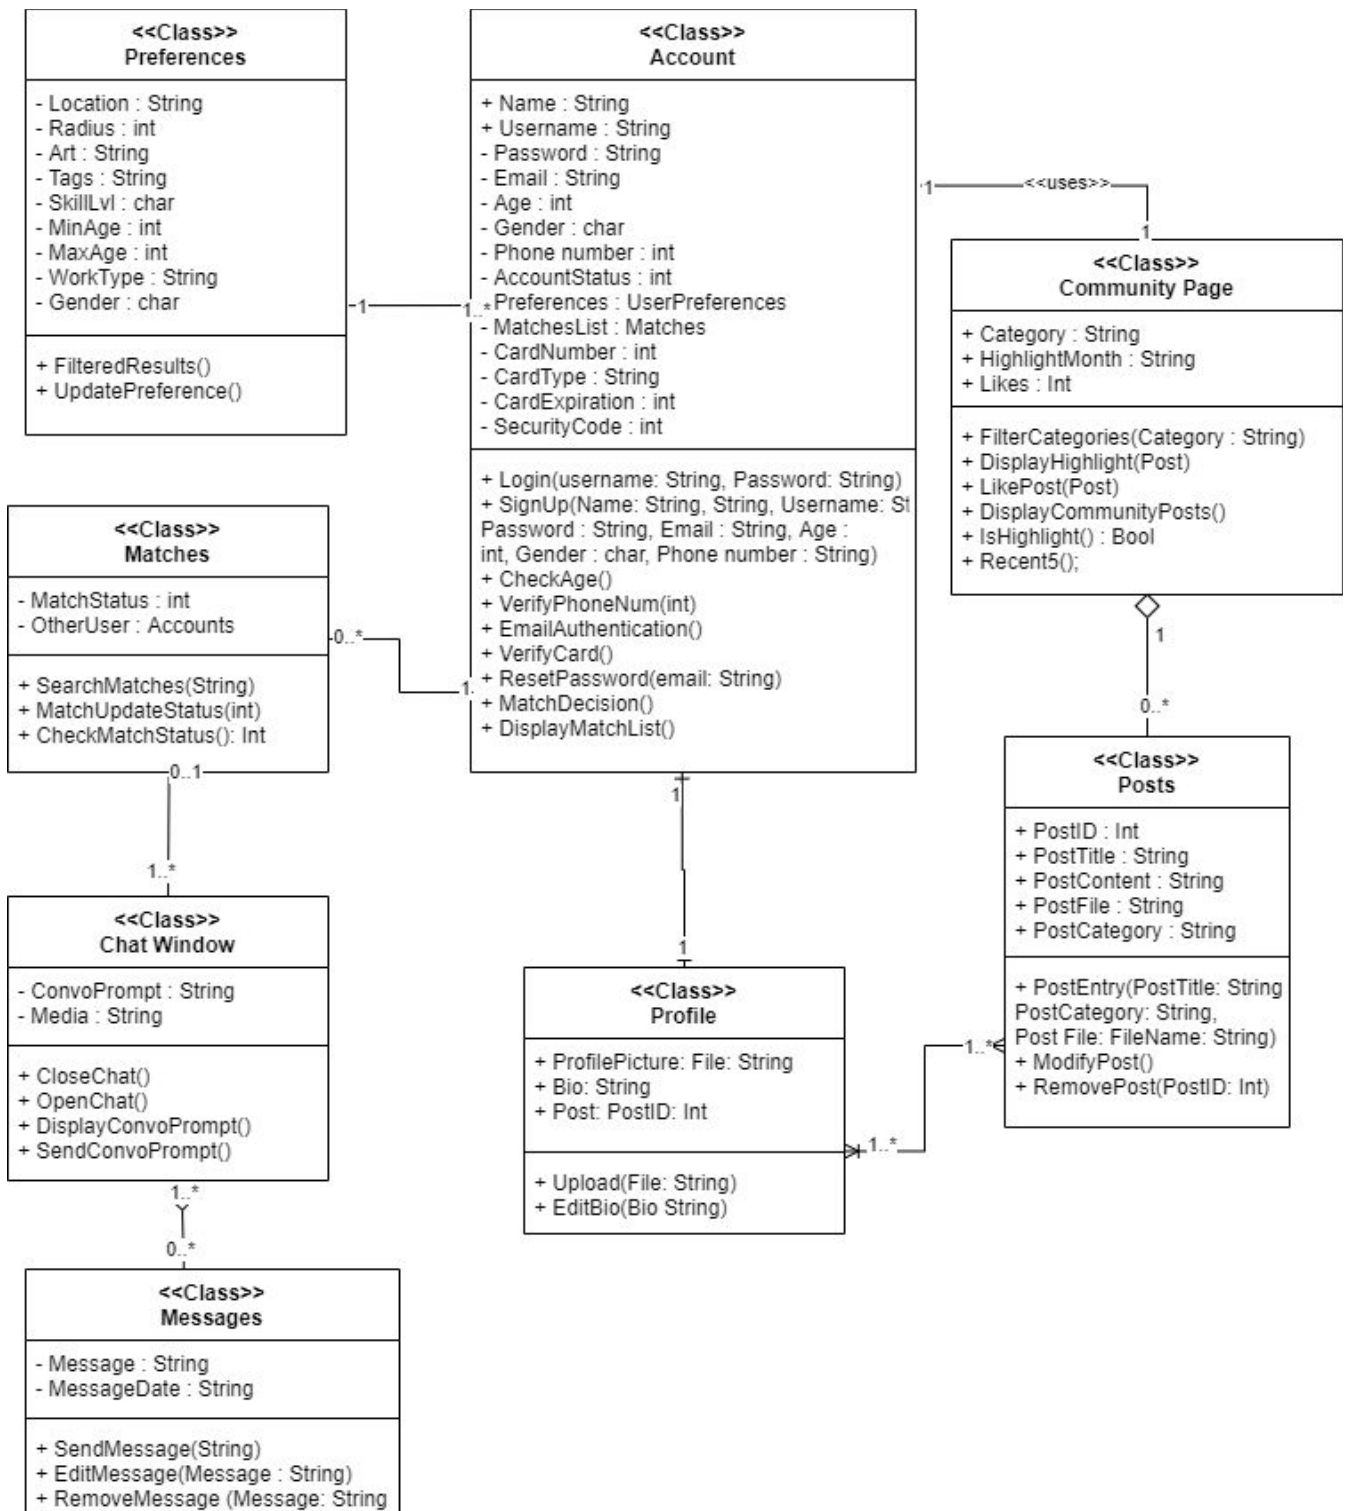 <<Class>>
Preferences
- Location : String
- Radius : int
- Art : String
- Tags : String
- SkillLvl : char
- MinAge : int
- MaxAge : int
- WorkType : String
- Gender : char
+ FilteredResults()
+ UpdatePreference()
1
1..*
<<Class>>
Account
+ Name : String
+ Username : String
- Password : String
- Email : String
- Age : int
- Gender : char
- Phone number : int
- AccountStatus : int
Preferences : UserPreferences
- MatchesList : Matches
- CardNumber : int
- CardType : String
- CardExpiration : int
- SecurityCode : int
+ Login(username: String, Password: String)
+ SignUp(Name: String, String, Username: St
Password : String, Email : String, Age :
int, Gender : char, Phone number : String)
+ CheckAge()
+ VerifyPhoneNum(int)
+ EmailAuthentication()
+ VerifyCard()
+ ResetPassword(email: String)
+ MatchDecision()
+ DisplayMatchList()
1
<<uses>>
1
<<Class>>
Community Page
+ Category : String
+ HighlightMonth : String
+ Likes : Int
+ FilterCategories(Category : String)
+ DisplayHighlight(Post)
+ LikePost(Post)
+ DisplayCommunityPosts()
+ IsHighlight() : Bool
+ Recent5();
1
0..*
<<Class>>
Matches
- MatchStatus : int
- OtherUser : Accounts
+ SearchMatches(String)
+ MatchUpdateStatus(int)
+ CheckMatchStatus(): Int
0..*
1.
0..1
1..*
<<Class>>
Chat Window
- ConvoPrompt : String
- Media : String
+ CloseChat()
+ OpenChat()
+ DisplayConvoPrompt()
+ SendConvoPrompt()
1..*
0..*
<<Class>>
Messages
- Message : String
- MessageDate : String
+ SendMessage(String)
+ EditMessage(Message : String)
+ RemoveMessage (Message: String
1
1
<<Class>>
Profile
+ ProfilePicture: File: String
+ Bio: String
+ Post: PostID: Int
+ Upload(File: String)
+ EditBio(Bio String)
1..*
1..*
<<Class>>
Posts
+ PostID : Int
+ PostTitle : String
+ PostContent : String
+ PostFile : String
+ PostCategory : String
+ PostEntry(PostTitle: String
PostCategory: String,
Post File: FileName: String)
+ ModifyPost()
+ RemovePost(PostID: Int)